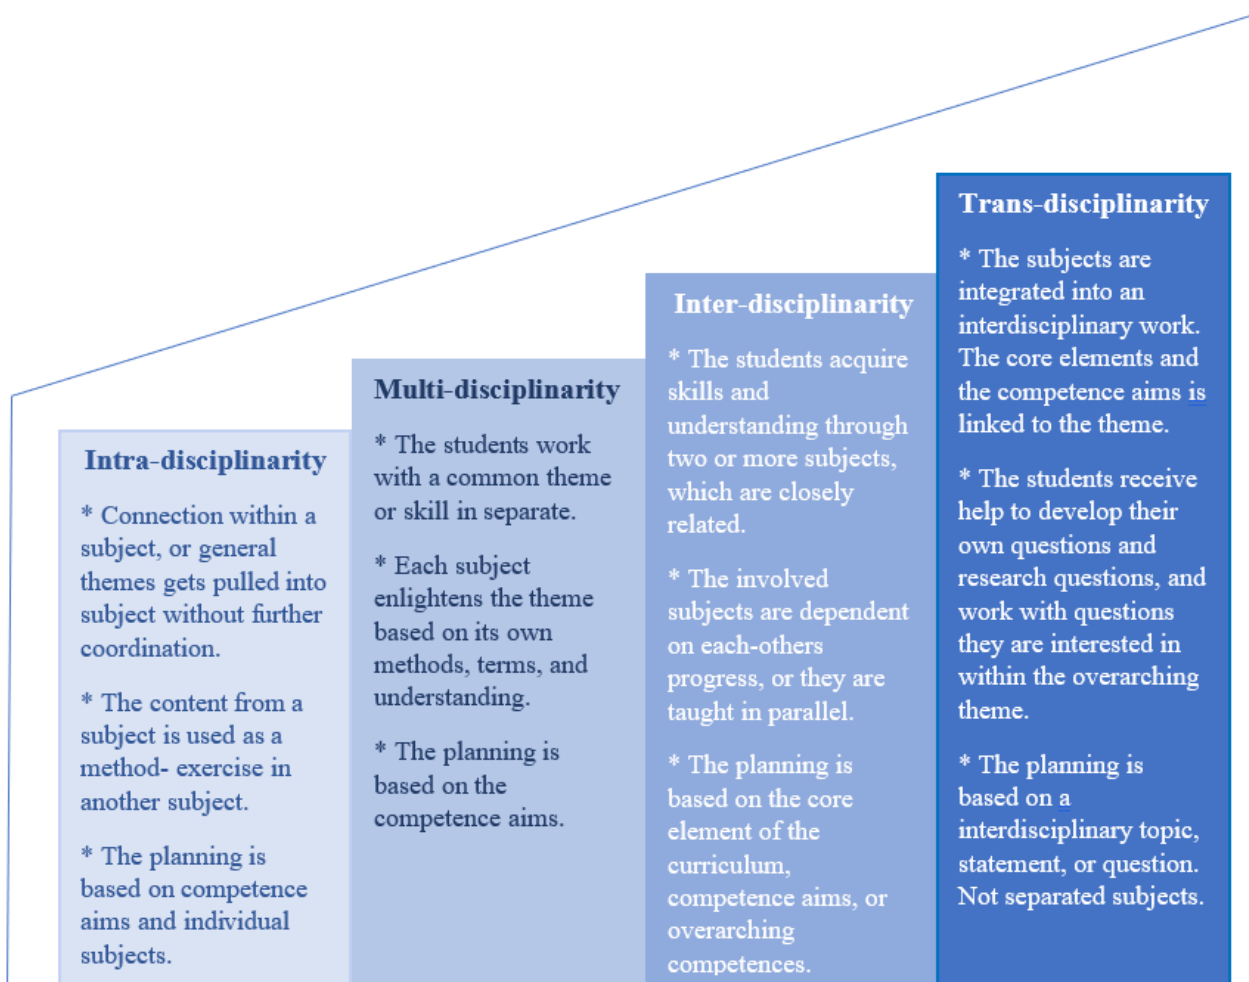 Intra-disciplinarity
* Connection within a
subject, or general
themes gets pulled into
subject without further
coordination.
* The content from a
subject is used as a
method- exercise in
another subject.
* The planning is
based on competence
aims and individual
subjects.
Multi-disciplinarity
* The students work
with a common theme
or skill in separate.
* Each subject
enlightens the theme
based on its own
methods, terms, and
understanding.
* The planning is
based on the
competence aims.
Inter-disciplinarity
* The students acquire
skills and
understanding through
two or more subjects,
which are closely
related.
* The involved
subjects are dependent
on each-others
progress, or they are
taught in parallel.
* The planning is
based on the core
element of the
curriculum,
competence aims, or
overarching
competences.
Trans-disciplinarity
* The subjects are
integrated into an
interdisciplinary work.
The core elements and
the competence aims is
linked to the theme.
* The students receive
help to develop their
own questions and
research questions, and
work with questions
they are interested in
within the overarching
theme.
* The planning is
based on a
interdisciplinary topic,
statement, or question.
Not separated subjects.